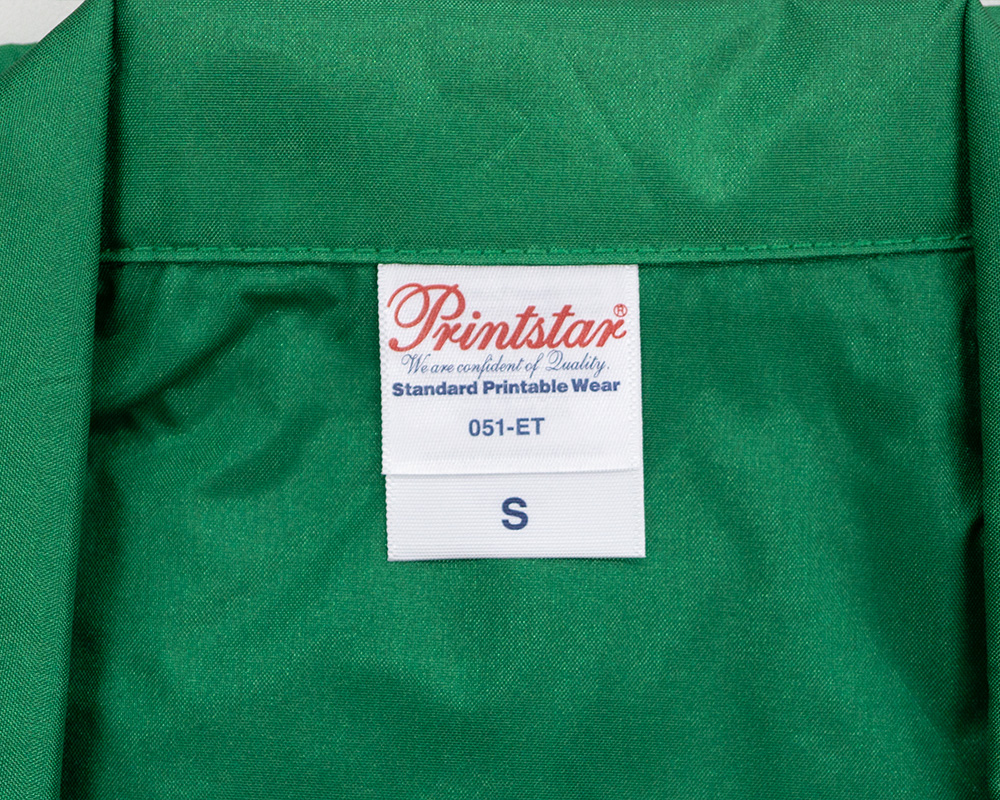 Printstar®
We are confident of Quality.
Standard Printable Wear
051-ET
S